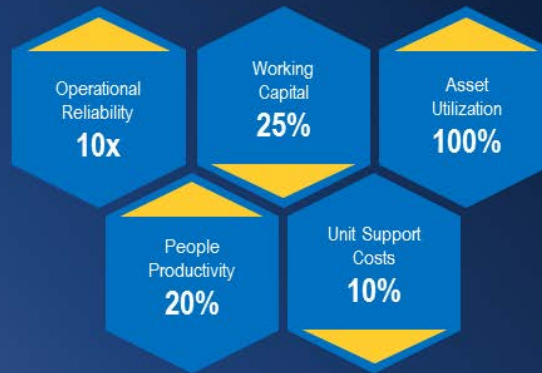 Operational
Reliability
10x
Working
Capital
25%
Asset
Utilization
100%
People
Productivity
20%
Unit Support
Costs
10%